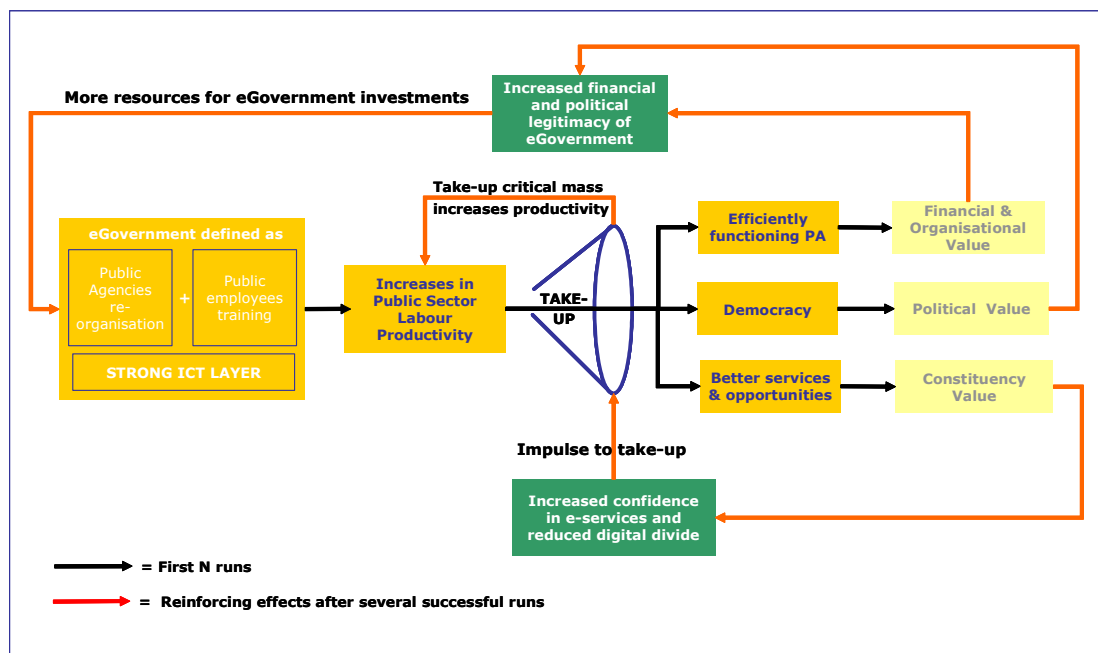 Increased financial
and political
legitimacy of
eGovernment
More resources for eGovernment investments
Take-up critical mass
increases productivity
eGovernment defined as
Public
Agencies
re-
organisation
+
Public
employees
training
STRONG ICT LAYER
Increases in
Public Sector
Labour
Productivity
TAKE-
UP
Efficiently
functioning PA
Financial &
Organisational
Value
Democracy
Political Value
Better services
& opportunities
Constituency
Value
Impulse to take-up
Increased confidence
in e-services and
reduced digital divide
= First N runs
= Reinforcing effects after several successful runs